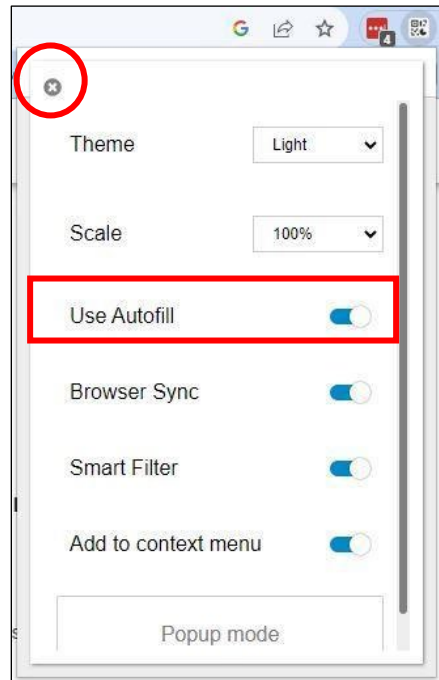 4
Theme
Light
Scale
100%
Use Autofill
Browser Sync
Smart Filter
Add to context menu
Popup mode